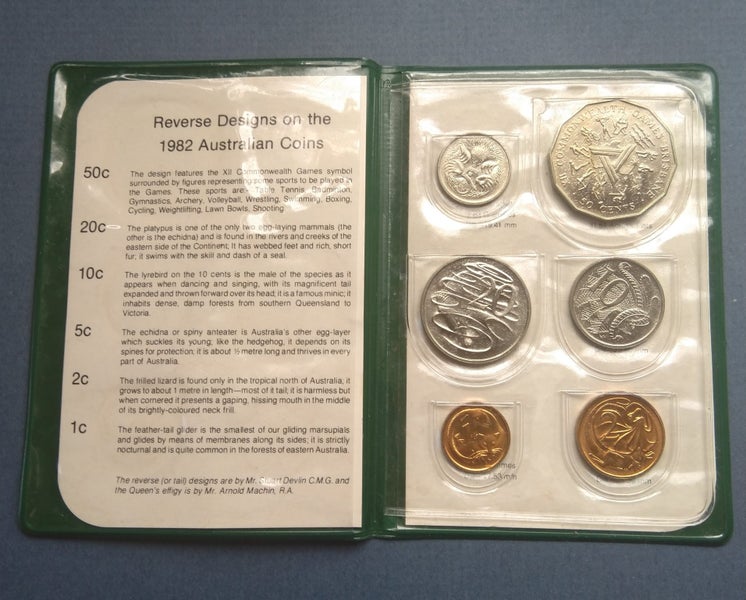 Reverse Designs on the
1982 Australian Coins
50c
The design features the XII Commonwealth Games symbol
surrounded by figures representing some sports to be played in
the Games. These sports are:- Table Tennis, Badminton,
Gymnastics, Archery, Volleyball, Wrestling, Swimming, Boxing,
Cycling, Weightlifting, Lawn Bowls, Shooting
20c
The platypus is one of the only two egg-laying mammals (the
other is the echidna) and is found in the rivers and creeks of the
eastern side of the Continent; It has webbed feet and rich, short
fur; it swims with the skill and dash of a seal.
10c
The lyrebird on the 10 cents is the male of the species as it
appears when dancing and singing, with its magnificent tail
expanded and thrown forward over its head; it is a famous mimic; it
inhabits dense, damp forests from southern Queensland to
Victoria.
5c
The echidna or spiny anteater is Australia's other egg-layer
which suckles its young; like the hedgehog, it depends on its
spines for protection; it is about ½ metre long and thrives in every
part of Australia.
2c
The frilled lizard is found only in the tropical north of Australia; it
grows to about 1 metre in length—most of it tail; it is harmless but
when cornered it presents a gaping, hissing mouth in the middle
of its brightly-coloured neck frill.
1c
The feather-tail glider is the smallest of our gliding marsupials
and glides by means of membranes along its sides; it is strictly
nocturnal and is quite common in the forests of eastern Australia.
The reverse (or tail) designs are by Mr. Stuart Devlin C.M.G. and
the Queen's effigy is by Mr. Arnold Machin, R.A.
5
XII COMMONWEALTH GAMES BRISBANE
50 CENTS
19.41 mm
20
10
1
2